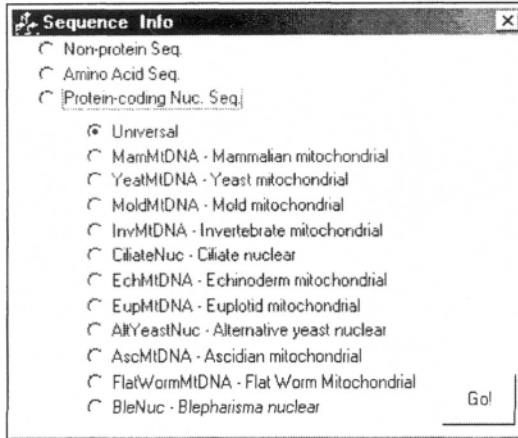 Sequence Info
Non-protein Seq.
Amino Acid Seq.
Protein-coding Nuc. Seq.
Universal
MamMtDNA - Mammalian mitochondrial
YeatMtDNA - Yeast mitochondrial
MoldMtDNA - Mold mitochondrial
InvMtDNA - Invertebrate mitochondrial
CiliateNuc - Ciliate nuclear
EchMtDNA - Echinoderm mitochondrial
EupMtDNA - Euplotid mitochondrial
AltYeastNuc - Alternative yeast nuclear
AscMtDNA - Ascidian mitochondrial
FlatWormMtDNA - Flat Worm Mitochondrial
BleNuc - Blepharisma nuclear
Go!